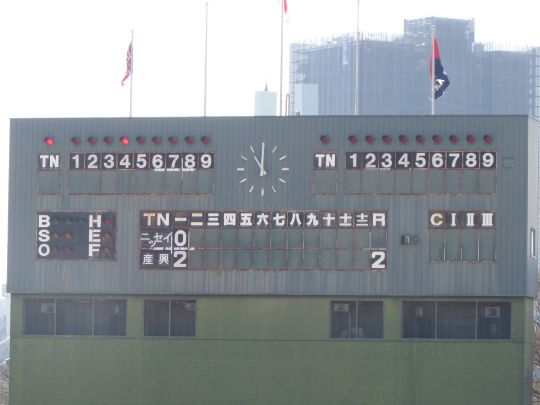 TN 1 2 3 4 5 6 7 8 9
TN 1 2 3 4 5 6 7 8 9
B H
S E
O F
TN 一 二 三 四 五 六 七 八 九 十 士 圭 R
ニッセイ 0
産興 2 2
C I II III